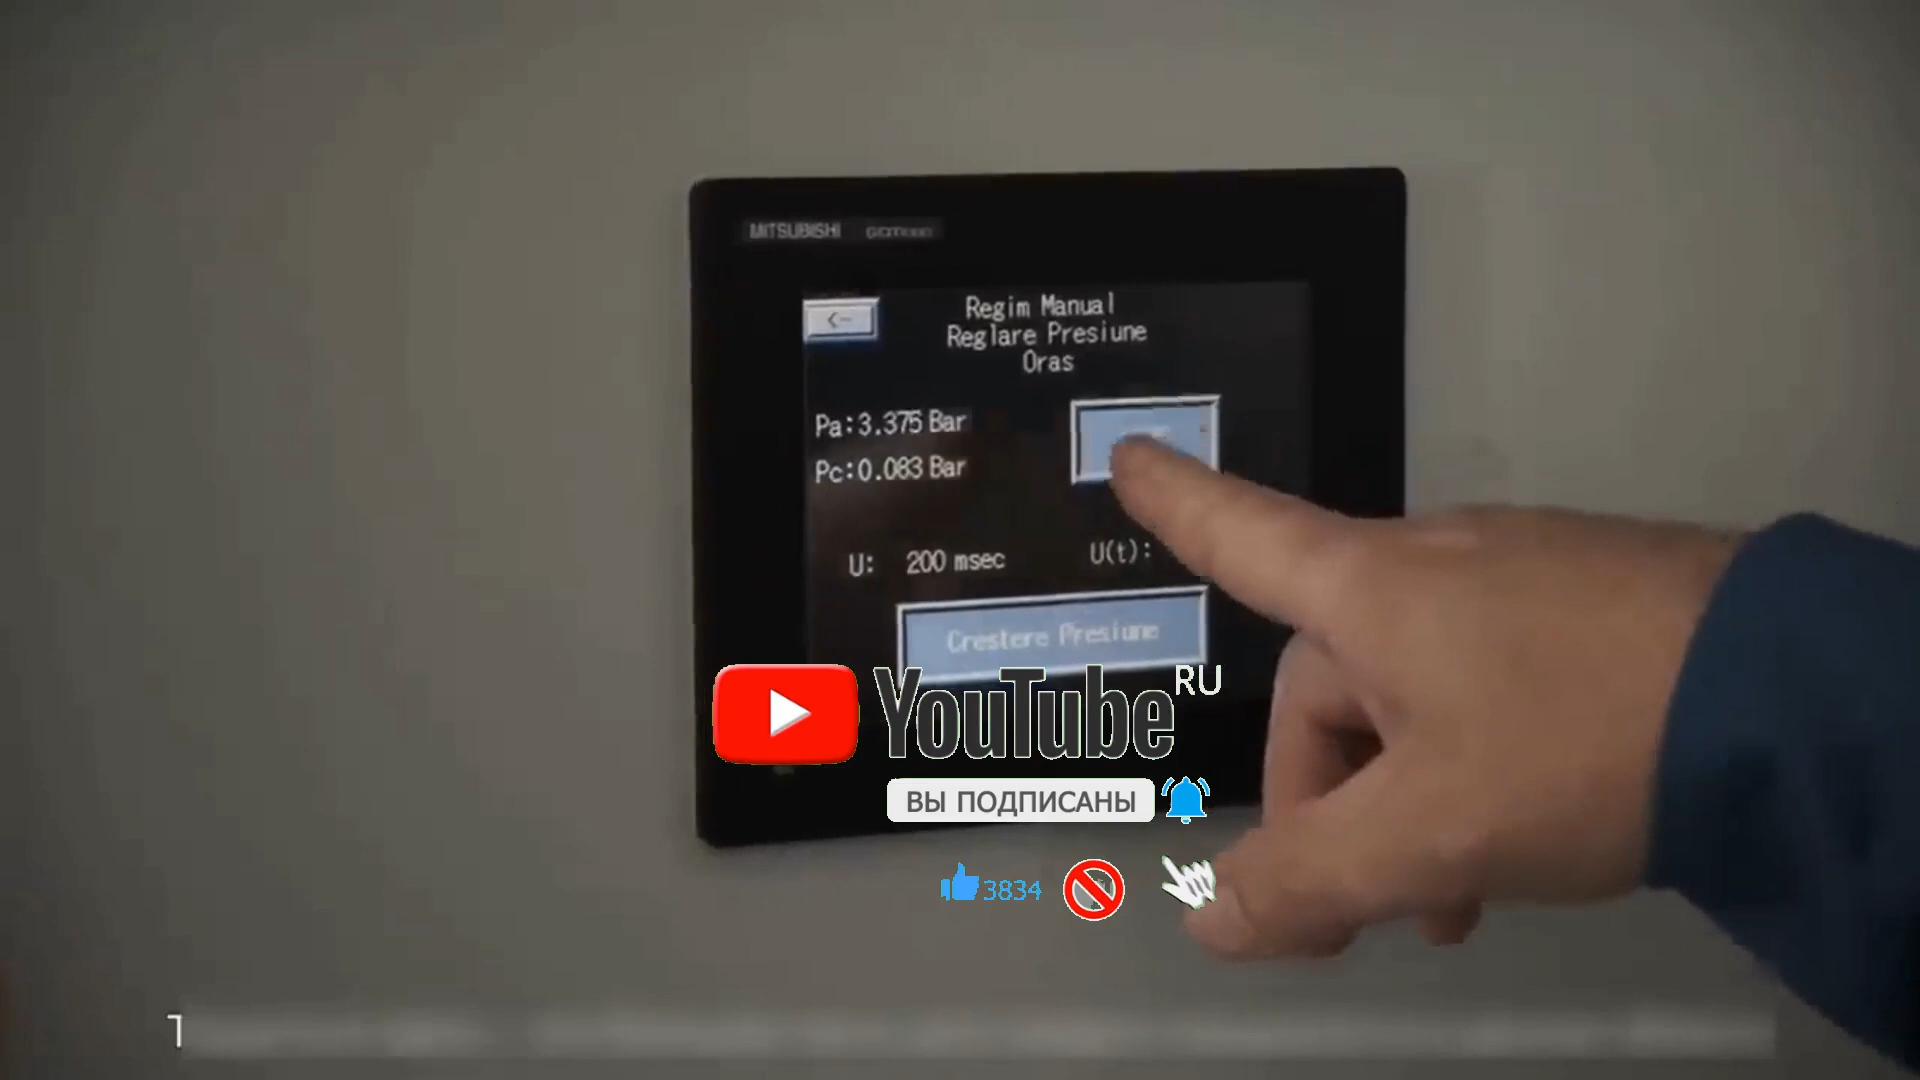 MITSUBISHI
<-
Regim Manual
Reglare Presiune
Oras
Pa:3.375 Bar
Pc:0.083 Bar
U: 200 msec U(t):
Crestere Presiune
YouTube RU
ВЫ ПОДПИСАНЫ
3834